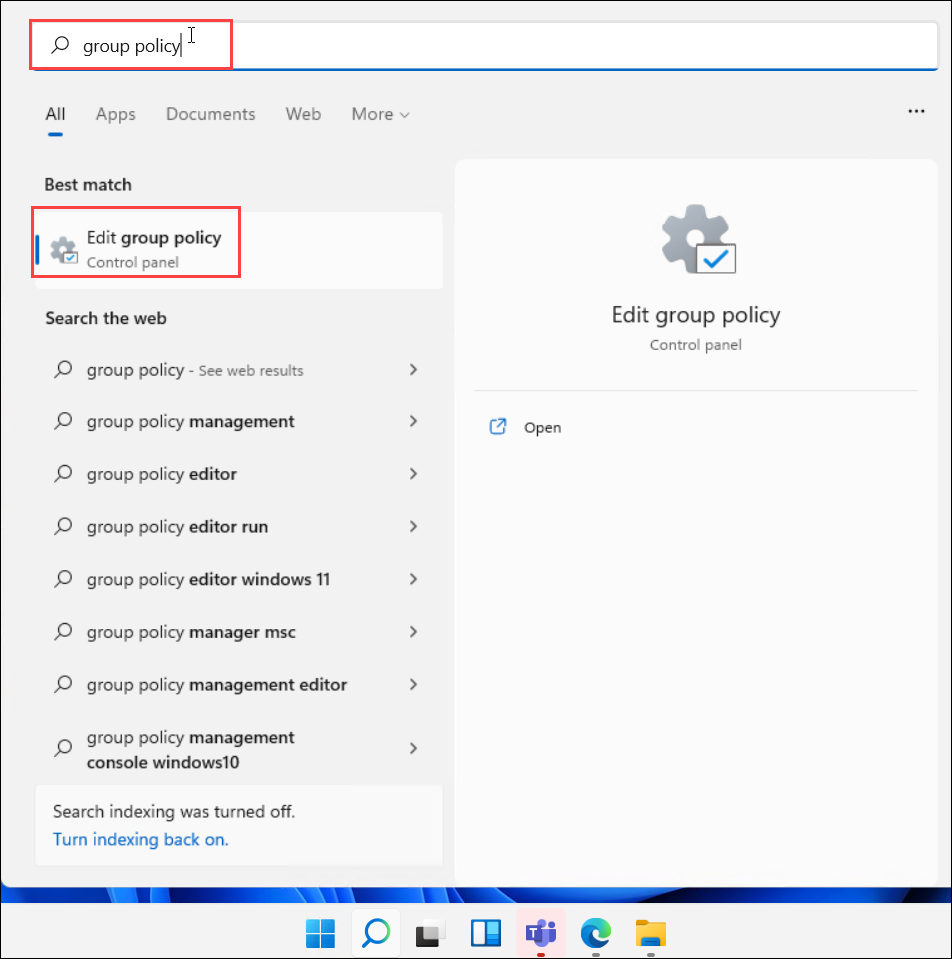 group policy
All Apps Documents Web More
Best match
Edit group policy
Control panel
Search the web
group policy - See web results
group policy management
group policy editor
group policy editor run
group policy editor windows 11
group policy manager msc
group policy management editor
group policy management
console windows10
Search indexing was turned off.
Turn indexing back on.
Edit group policy
Control panel
Open